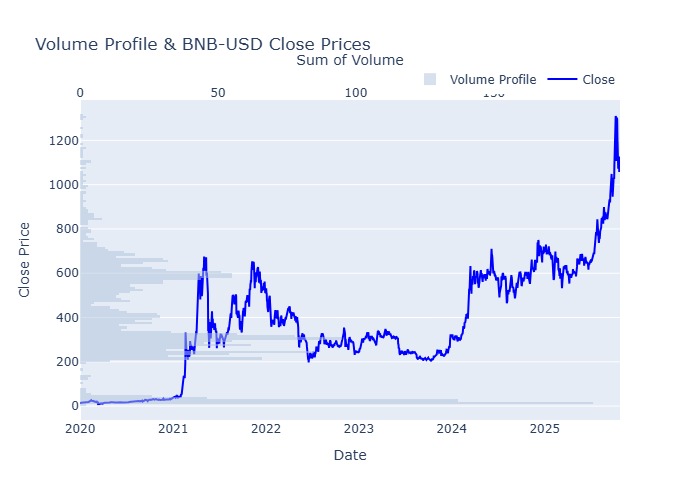 Volume Profile & BNB-USD Close Prices
Sum of Volume
Volume Profile
Close
0
50
100
150
1200
1000
800
600
400
200
0
Close Price
2020
2021
2022
2023
2024
2025
Date